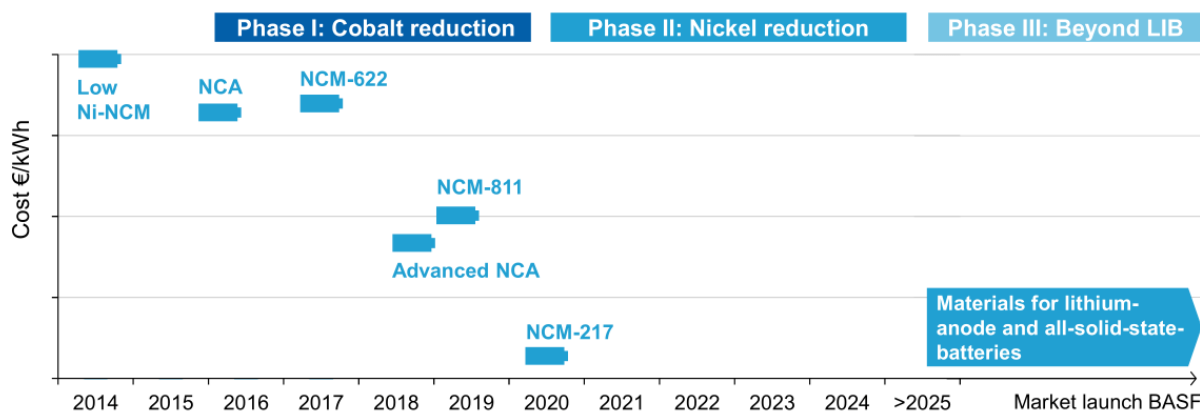 Phase I: Cobalt reduction
Phase II: Nickel reduction
Phase III: Beyond LIB
Cost €/kWh
Low
Ni-NCM
NCA
NCM-622
NCM-811
Advanced NCA
NCM-217
Materials for lithium-
anode and all-solid-state-
batteries
2014 2015 2016 2017 2018 2019 2020 2021 2022 2023 2024 >2025 Market launch BASF